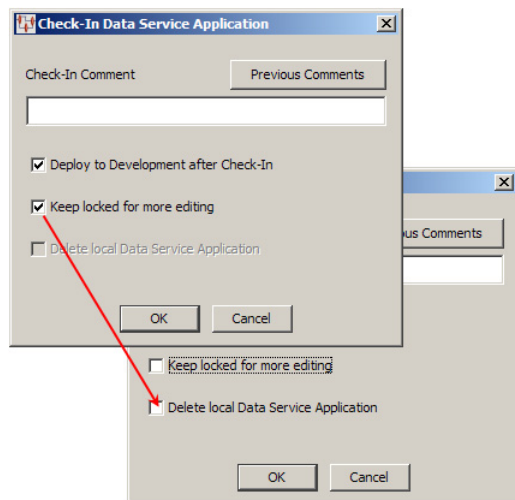 Check-In Data Service Application
Check-In Comment
Previous Comments
Deploy to Development after Check-In
Keep locked for more editing
Delete local Data Service Application
OK
Cancel
Comments
Keep locked for more editing
Delete local Data Service Application
OK
Cancel